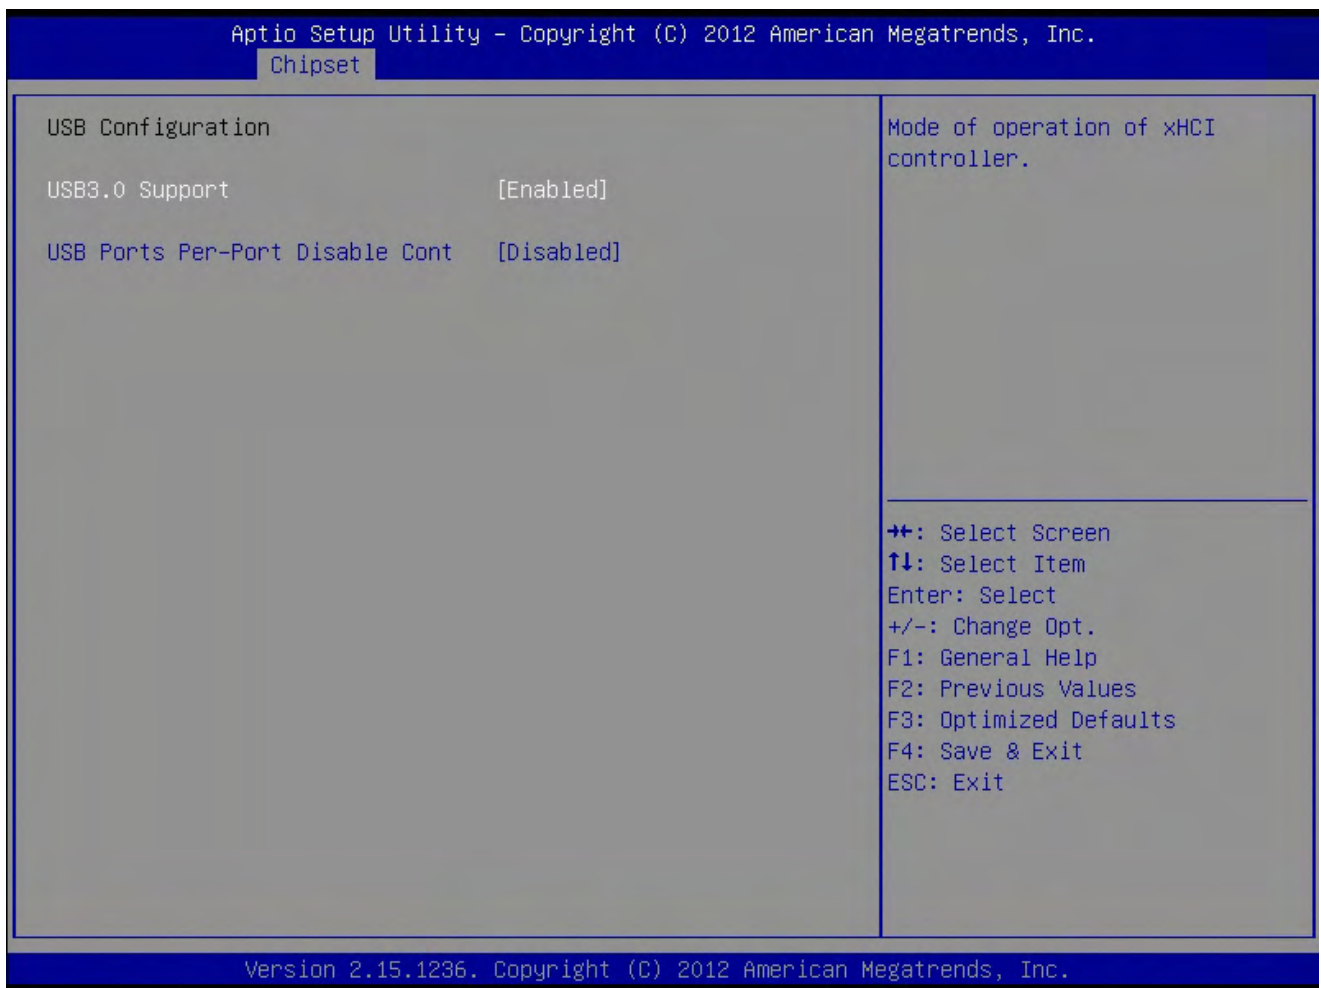 Aptio Setup Utility – Copyright (C) 2012 American Megatrends, Inc.
Chipset
USB Configuration
USB3.0 Support [Enabled]
USB Ports Per-Port Disable Cont [Disabled]
Mode of operation of xHCI
controller.
→←: Select Screen
↑↓: Select Item
Enter: Select
+/-: Change Opt.
F1: General Help
F2: Previous Values
F3: Optimized Defaults
F4: Save & Exit
ESC: Exit
Version 2.15.1236. Copyright (C) 2012 American Megatrends, Inc.